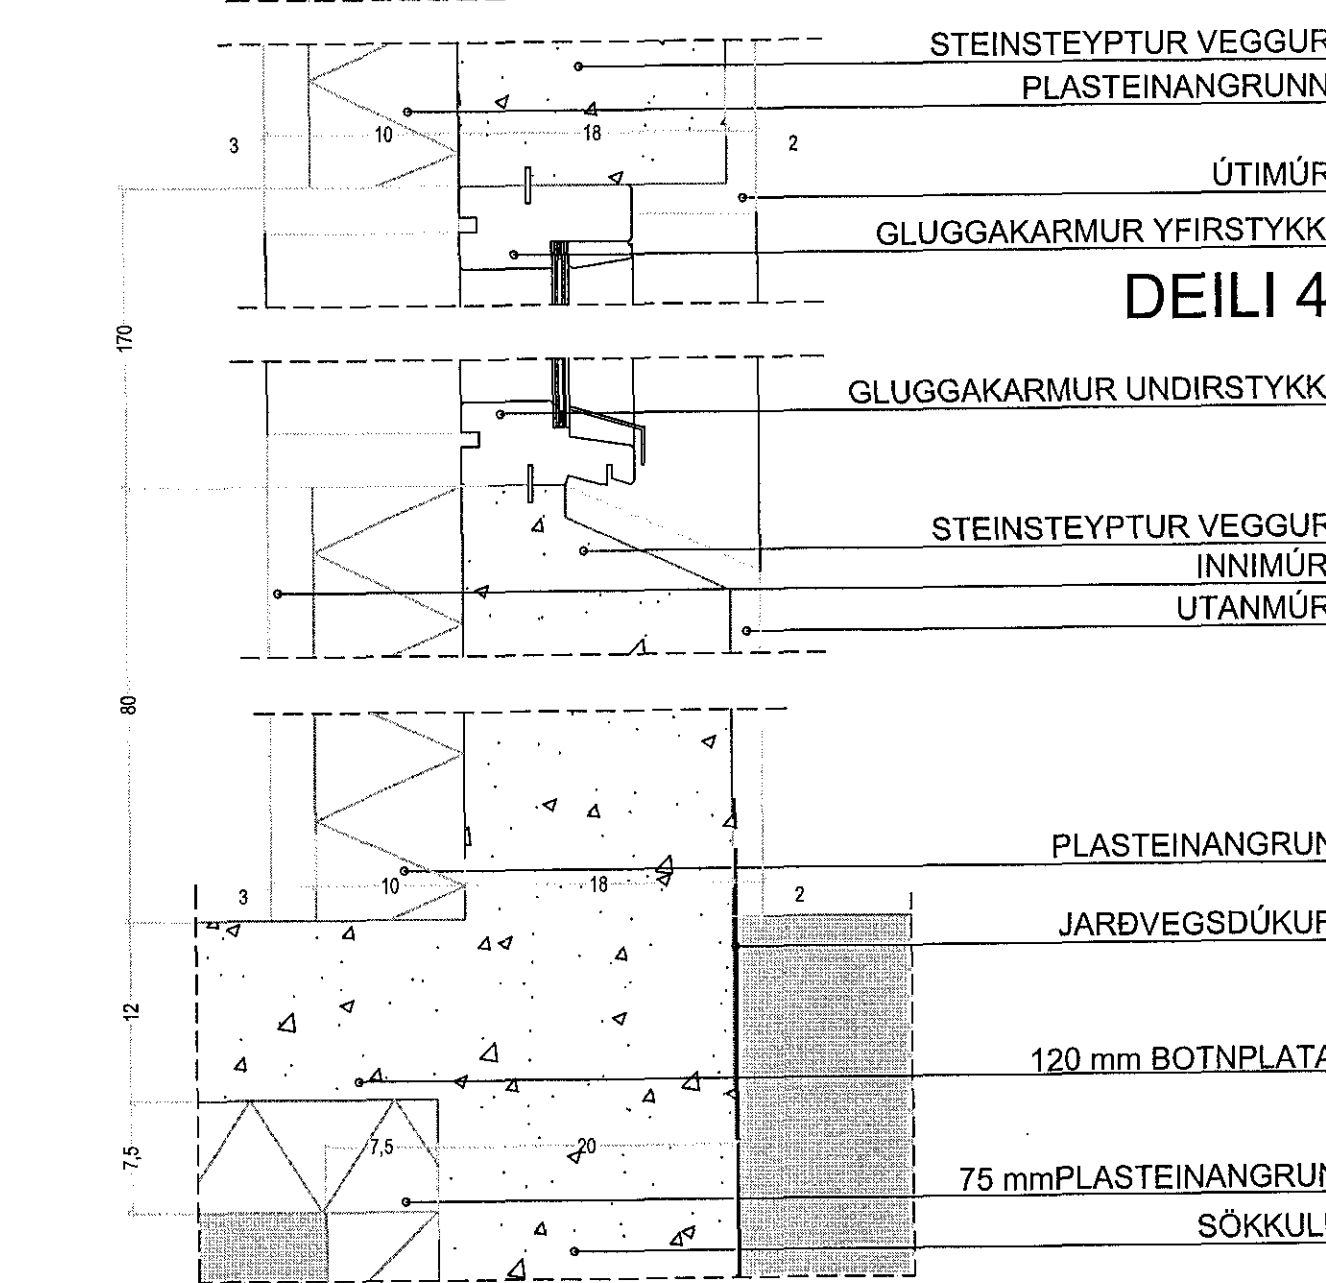 STEINSTEYPTUR VEGGUR
PLASTEINANGRUNN
3 10 18 2
ÚTIMÚR
GLUGGAKARMUR YFIRSTYKK
DEILI 4
170
GLUGGAKARMUR UNDIRSTYKK
STEINSTEYPTUR VEGGUR
INNIMÚR
UTANMÚR
80
PLASTEINANGRUN
3 10 18 2
JARÐVEGSDÚKUR
12
120 mm BOTNPLATA
7,5 7,5 20
75 mmPLASTEINANGRUN
SÖKKUL